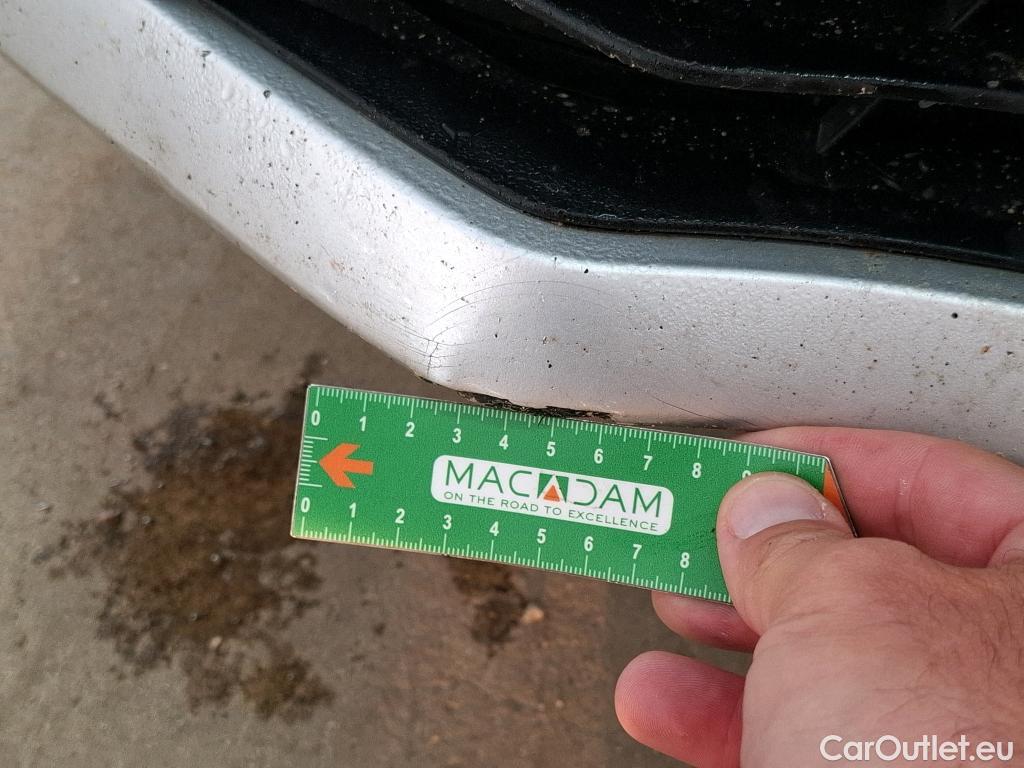 0 1 2 3 4 5 6 7 8 9
MACADAM
ON THE ROAD TO EXCELLENCE
0 1 2 3 4 5 6 7 8
CarOutlet.eu